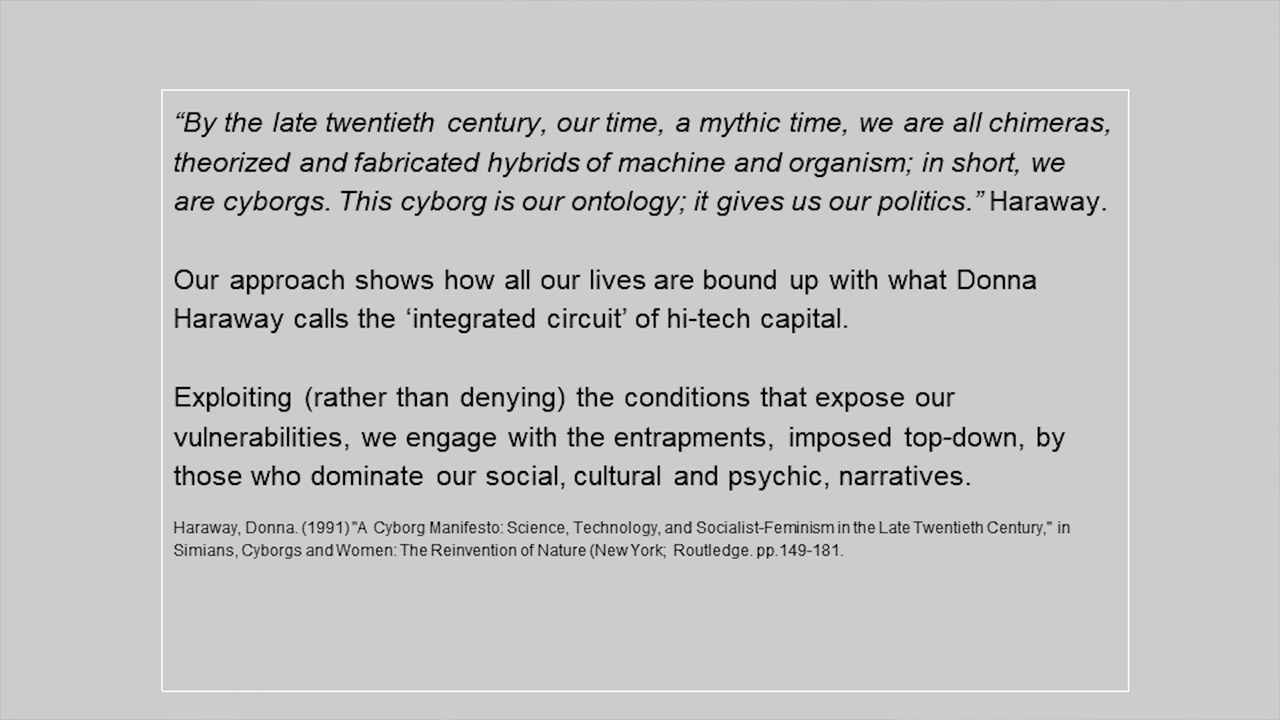 “By the late twentieth century, our time, a mythic time, we are all chimeras,
theorized and fabricated hybrids of machine and organism; in short, we
are cyborgs. This cyborg is our ontology; it gives us our politics.” Haraway.
Our approach shows how all our lives are bound up with what Donna
Haraway calls the ‘integrated circuit’ of hi-tech capital.
Exploiting (rather than denying) the conditions that expose our
vulnerabilities, we engage with the entrapments, imposed top-down, by
those who dominate our social, cultural and psychic, narratives.
Haraway, Donna. (1991) "A Cyborg Manifesto: Science, Technology, and Socialist-Feminism in the Late Twentieth Century," in
Simians, Cyborgs and Women: The Reinvention of Nature (New York; Routledge. pp.149-181.